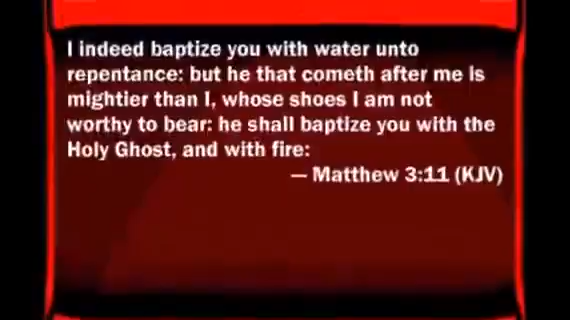 I indeed baptize you with water unto
repentance: but he that cometh after me is
mightier than I, whose shoes I am not
worthy to bear: he shall baptize you with the
Holy Ghost, and with fire:
— Matthew 3:11 (KJV)